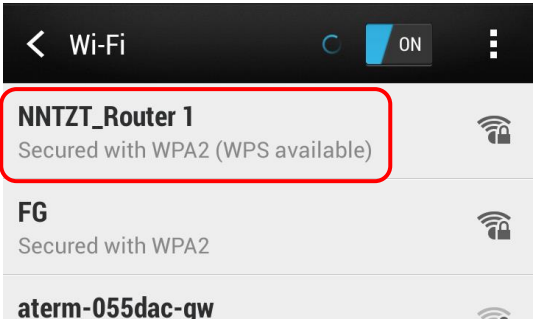 Wi-Fi
ON
NNTZT_Router 1
Secured with WPA2 (WPS available)
FG
Secured with WPA2
aterm-055dac-gw